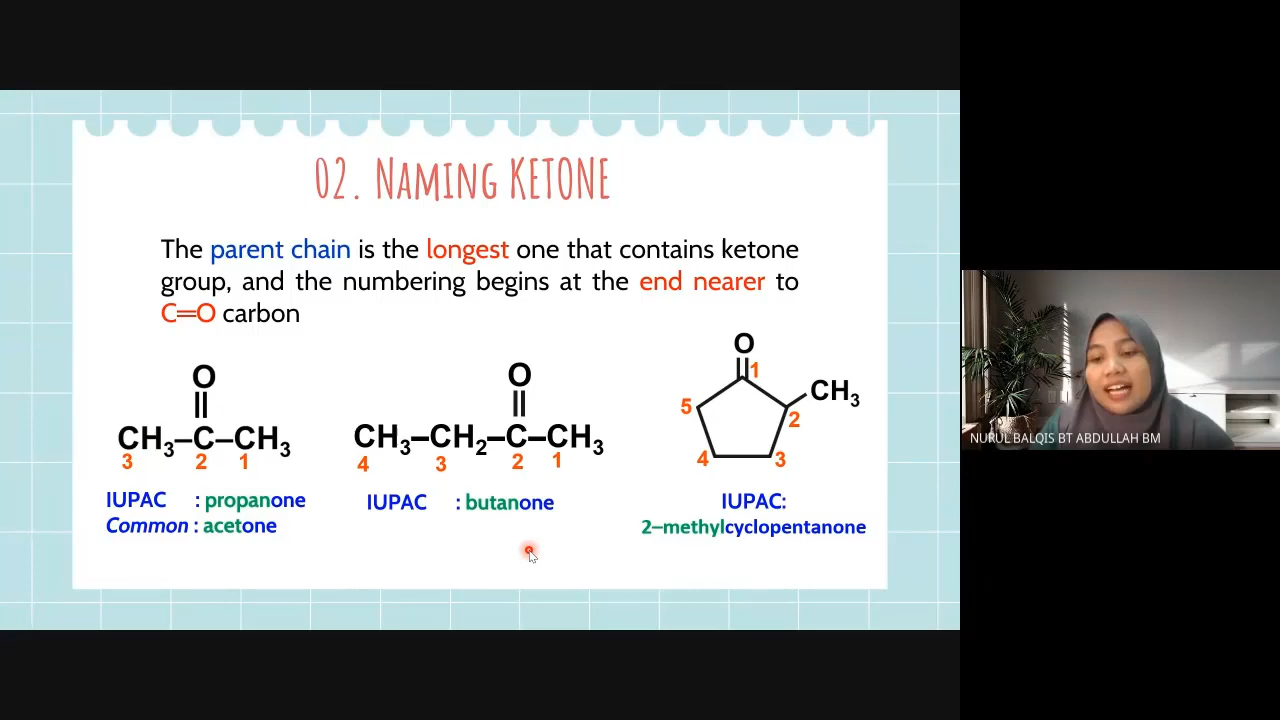 02. Naming KETONE
The parent chain is the longest one that contains ketone
group, and the numbering begins at the end nearer to
C=O carbon
O
CH₃–C–CH₃
3 2 1
IUPAC : propanone
Common : acetone
O
CH₃–CH₂–C–CH₃
4 3 2 1
IUPAC : butanone
O
1
CH₃
5
2
4 3
IUPAC:
2–methylcyclopentanone
NURUL BALQIS BT ABDULLAH BM